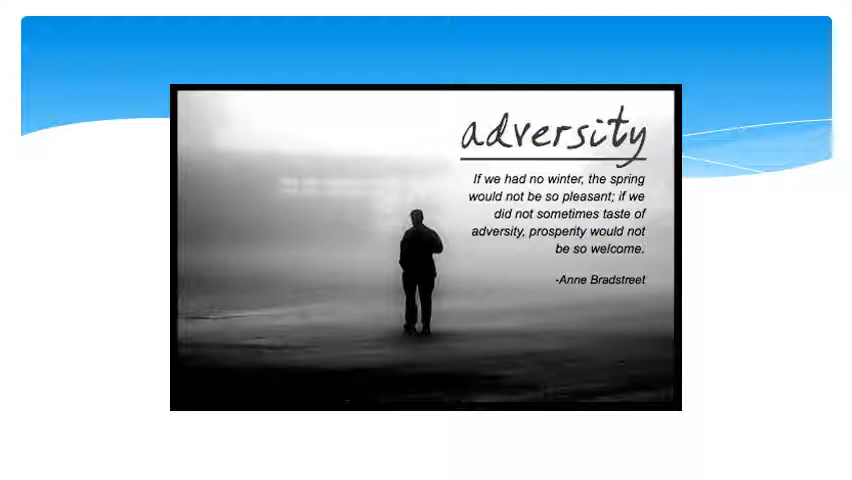 adversity
If we had no winter, the spring
would not be so pleasant; if we
did not sometimes taste of
adversity, prosperity would not
be so welcome.
-Anne Bradstreet